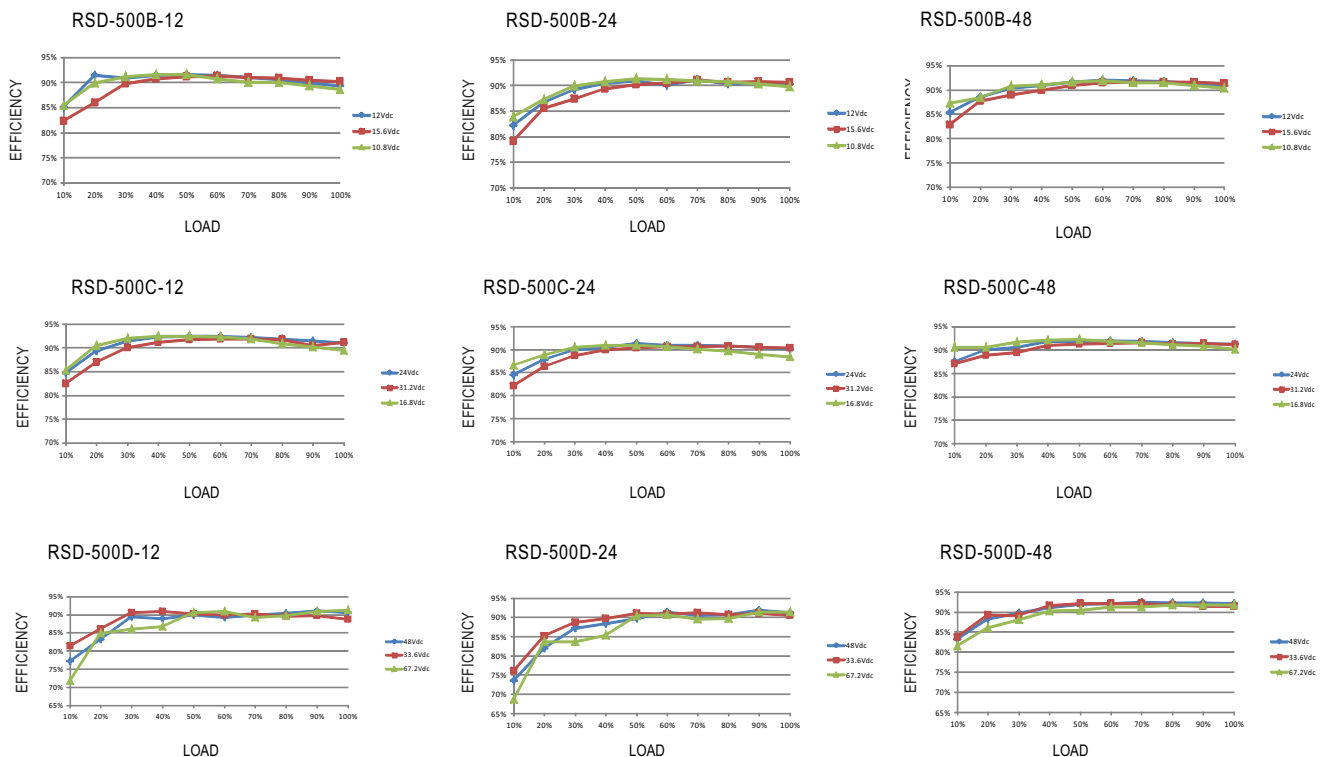 RSD-500B-12
EFFICIENCY
95%
90%
85%
80%
75%
70%
10% 20% 30% 40% 50% 60% 70% 80% 90% 100%
LOAD
12Vdc
15.6Vdc
10.8Vdc
RSD-500B-24
EFFICIENCY
95%
90%
85%
80%
75%
70%
10% 20% 30% 40% 50% 60% 70% 80% 90% 100%
LOAD
12Vdc
15.6Vdc
10.8Vdc
RSD-500B-48
EFFICIENCY
95%
90%
85%
80%
75%
70%
10% 20% 30% 40% 50% 60% 70% 80% 90% 100%
LOAD
12Vdc
15.6Vdc
10.8Vdc
RSD-500C-12
EFFICIENCY
95%
90%
85%
80%
75%
70%
10% 20% 30% 40% 50% 60% 70% 80% 90% 100%
LOAD
24Vdc
31.2Vdc
16.8Vdc
RSD-500C-24
EFFICIENCY
95%
90%
85%
80%
75%
70%
10% 20% 30% 40% 50% 60% 70% 80% 90% 100%
LOAD
24Vdc
31.2Vdc
16.8Vdc
RSD-500C-48
EFFICIENCY
95%
90%
85%
80%
75%
70%
10% 20% 30% 40% 50% 60% 70% 80% 90% 100%
LOAD
24Vdc
31.2Vdc
16.8Vdc
RSD-500D-12
EFFICIENCY
95%
90%
85%
80%
75%
70%
65%
10% 20% 30% 40% 50% 60% 70% 80% 90% 100%
LOAD
48Vdc
33.6Vdc
67.2Vdc
RSD-500D-24
EFFICIENCY
95%
90%
85%
80%
75%
70%
65%
10% 20% 30% 40% 50% 60% 70% 80% 90% 100%
LOAD
48Vdc
33.6Vdc
67.2Vdc
RSD-500D-48
EFFICIENCY
95%
90%
85%
80%
75%
70%
65%
10% 20% 30% 40% 50% 60% 70% 80% 90% 100%
LOAD
48Vdc
33.6Vdc
67.2Vdc